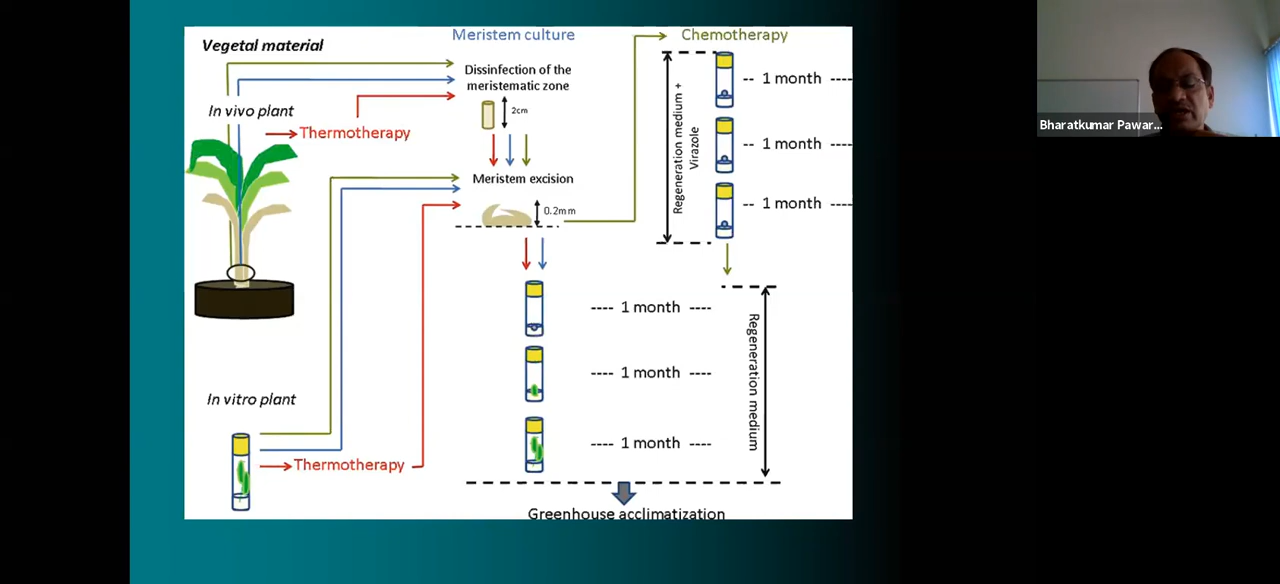 Vegetal material
Meristem culture
Chemotherapy
Dissinfection of the
meristematic zone
2cm
In vivo plant
Thermotherapy
Meristem excision
0.2mm
Regeneration medium +
Virazole
-- 1 month ----
-- 1 month ----
-- 1 month ----
---- 1 month ----
---- 1 month ----
---- 1 month ----
Regeneration medium
In vitro plant
Thermotherapy
Greenhouse acclimatization
Bharatkumar Pawar...